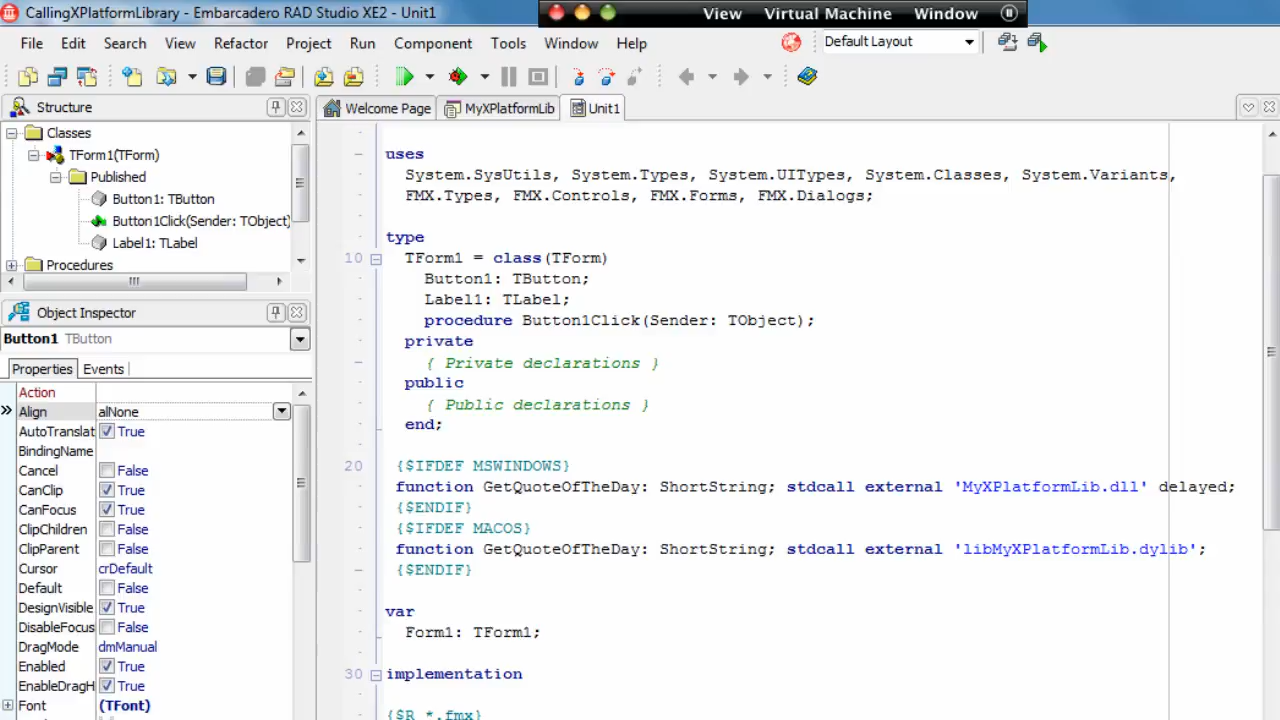 CallingXPlatformLibrary - Embarcadero RAD Studio XE2 - Unit1
View Virtual Machine Window
File Edit Search View Refactor Project Run Component Tools Window Help
Default Layout
Structure
Welcome Page MyXPlatformLib Unit1
Classes
TForm1(TForm)
Published
Button1: TButton
Button1Click(Sender: TObject)
Label1: TLabel
Procedures
Object Inspector
Button1 TButton
Properties Events
Action
Align alNone
AutoTranslat True
BindingName
Cancel False
CanClip True
CanFocus True
ClipChildren False
ClipParent False
Cursor crDefault
Default False
DesignVisible True
DisableFocus False
DragMode dmManual
Enabled True
EnableDragH True
Font (TFont)
uses
System.SysUtils, System.Types, System.UITypes, System.Classes, System.Variants,
FMX.Types, FMX.Controls, FMX.Forms, FMX.Dialogs;
type
10 TForm1 = class(TForm)
Button1: TButton;
Label1: TLabel;
procedure Button1Click(Sender: TObject);
private
{ Private declarations }
public
{ Public declarations }
end;
20 {$IFDEF MSWINDOWS}
function GetQuoteOfTheDay: ShortString; stdcall external 'MyXPlatformLib.dll' delayed;
{$ENDIF}
{$IFDEF MACOS}
function GetQuoteOfTheDay: ShortString; stdcall external 'libMyXPlatformLib.dylib';
{$ENDIF}
var
Form1: TForm1;
30 implementation
{$R *.fmx}